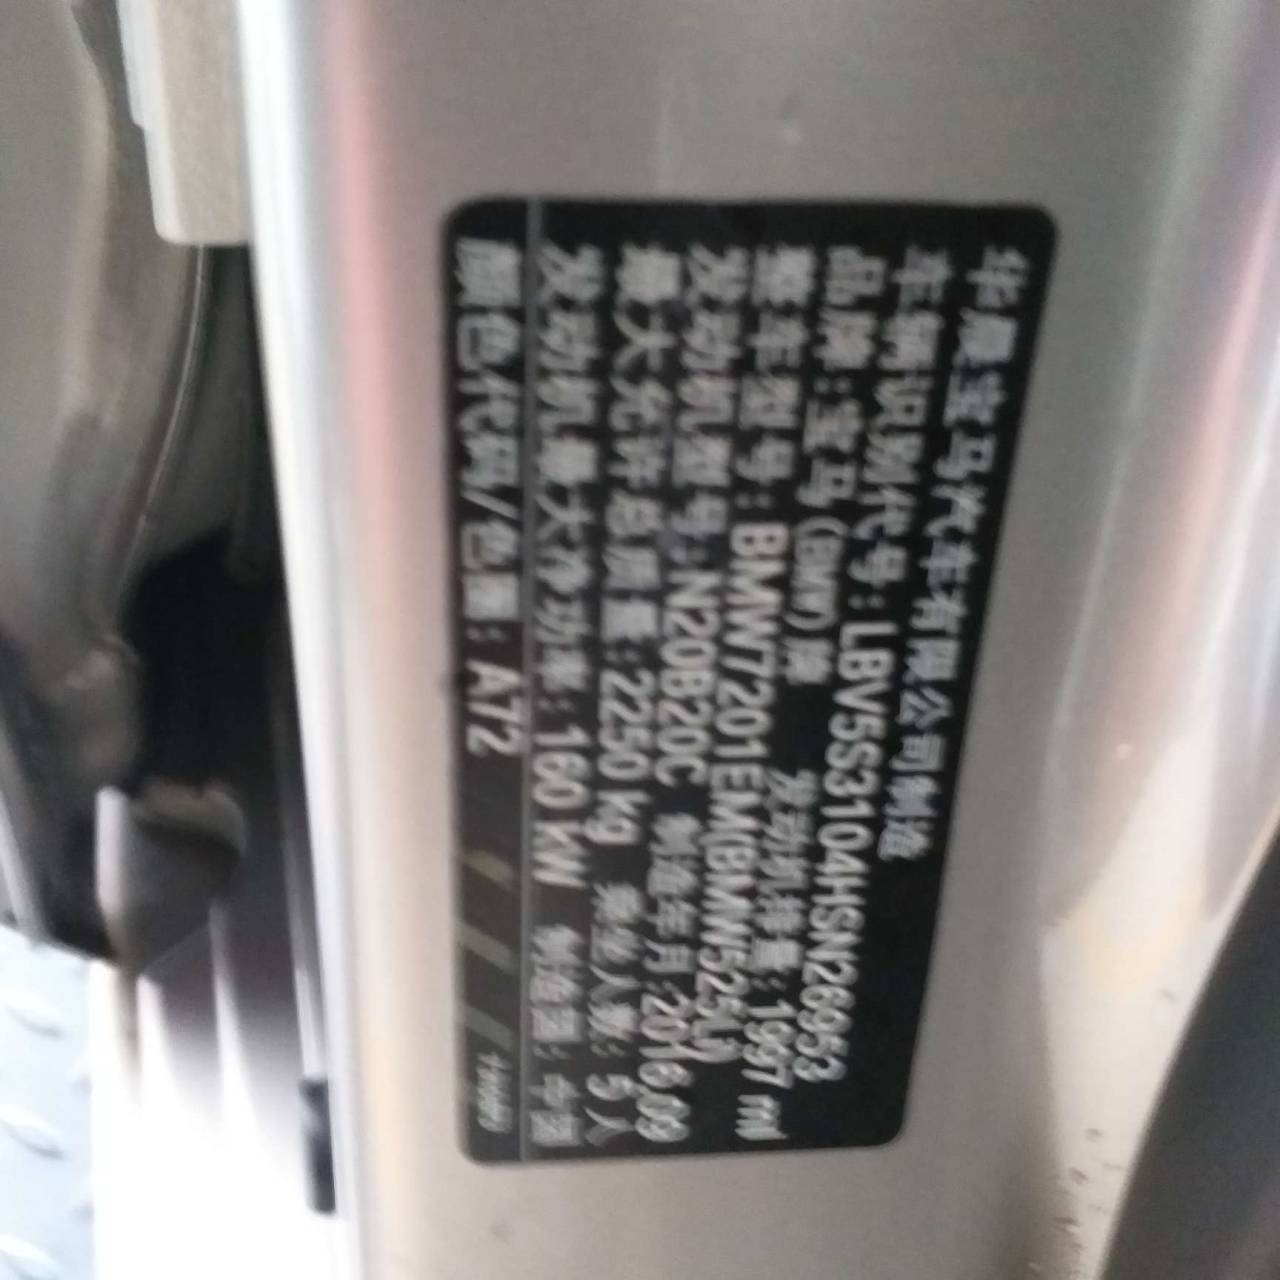 华晨宝马汽车有限公司制造
车辆识别代号:LBV5S3104HSN26953
品牌:宝马(BMW)牌 发动机排量:1997 ml
整车型号:BMW7201EM(BMW525Li)
发动机型号:N20B20C 制造年月:2016.09
最大允许总质量:2250 kg 乘坐人数:5人
发动机最大净功率:160 kW 制造国:中国
颜色代码/色漆:A72